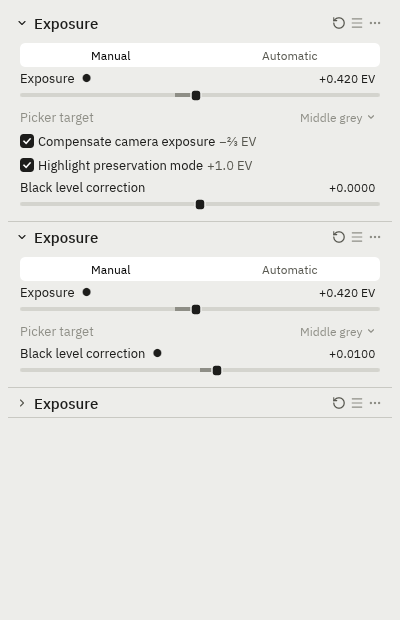 Exposure
Manual Automatic
Exposure +0.420 EV
Picker target Middle grey
Compensate camera exposure −⅔ EV
Highlight preservation mode +1.0 EV
Black level correction +0.0000
Exposure
Manual Automatic
Exposure +0.420 EV
Picker target Middle grey
Black level correction +0.0100
Exposure